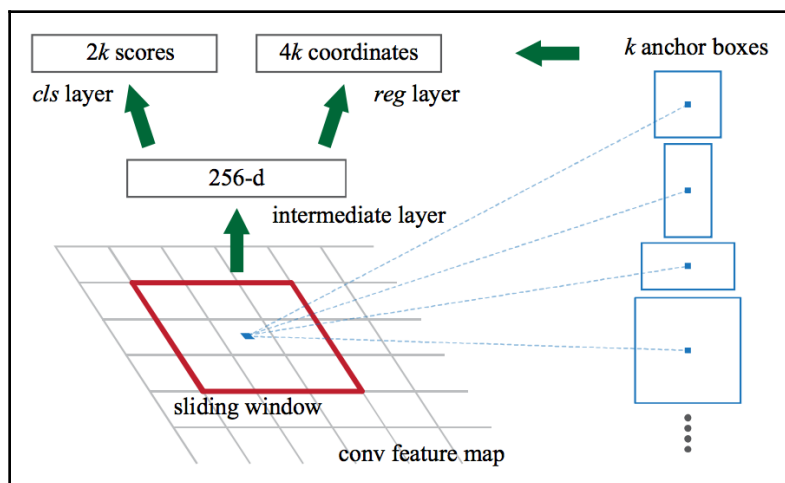 2k scores
4k coordinates
k anchor boxes
cls layer
reg layer
256-d
intermediate layer
sliding window
conv feature map